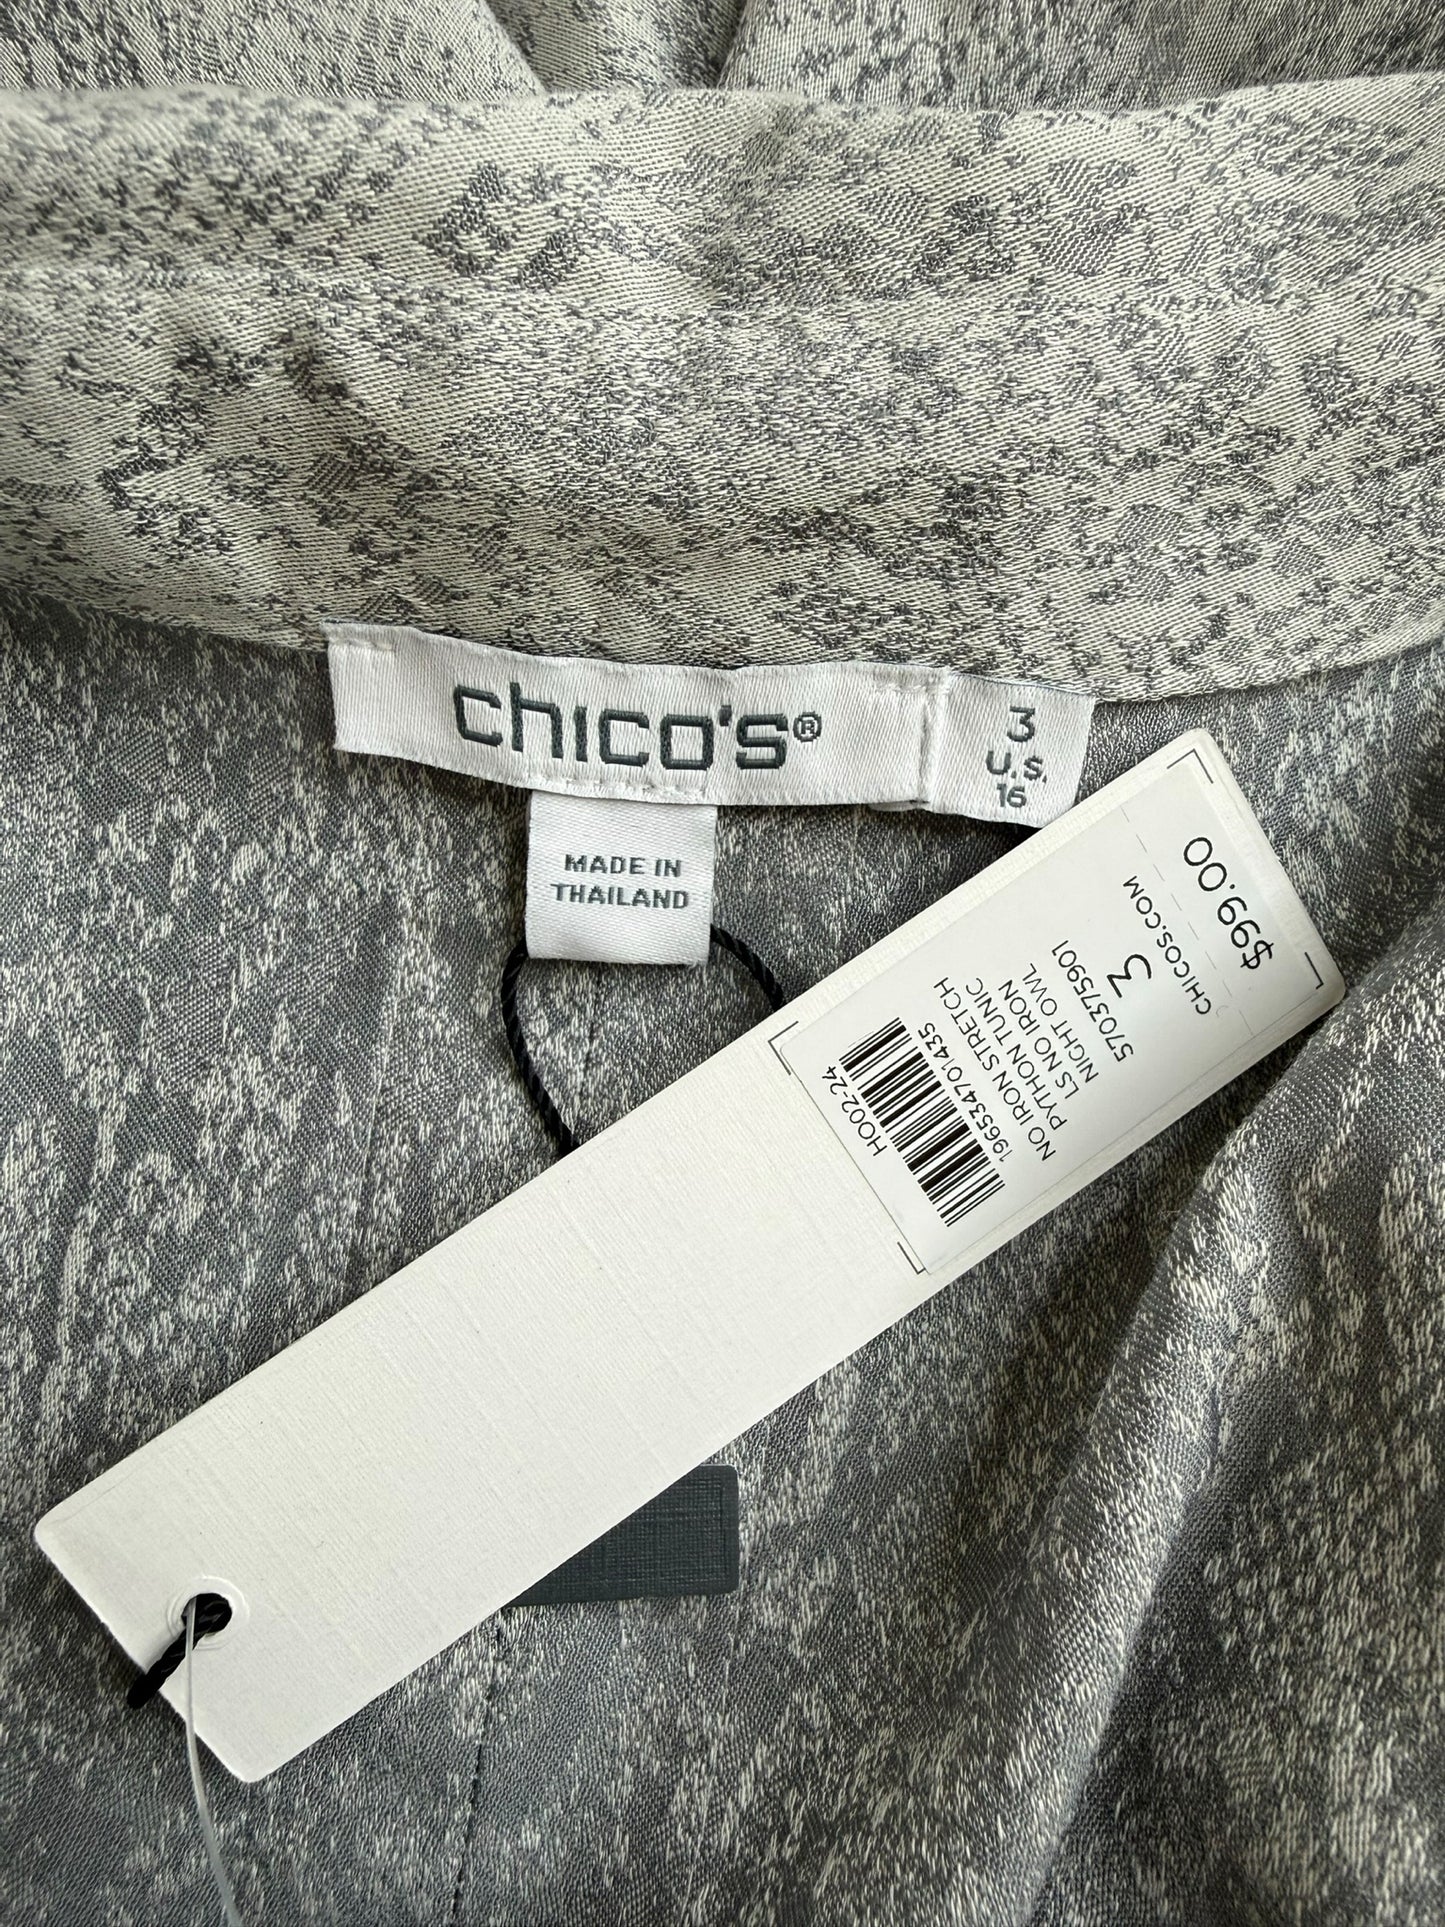 chico's®
3
U.S.
16
MADE IN
THAILAND
H002-24
196534701435
NO IRON STRETCH
PYTHON TUNIC
LS NO IRON
NIGHT OWL
570375901
3
CHICOS.COM
$99.00